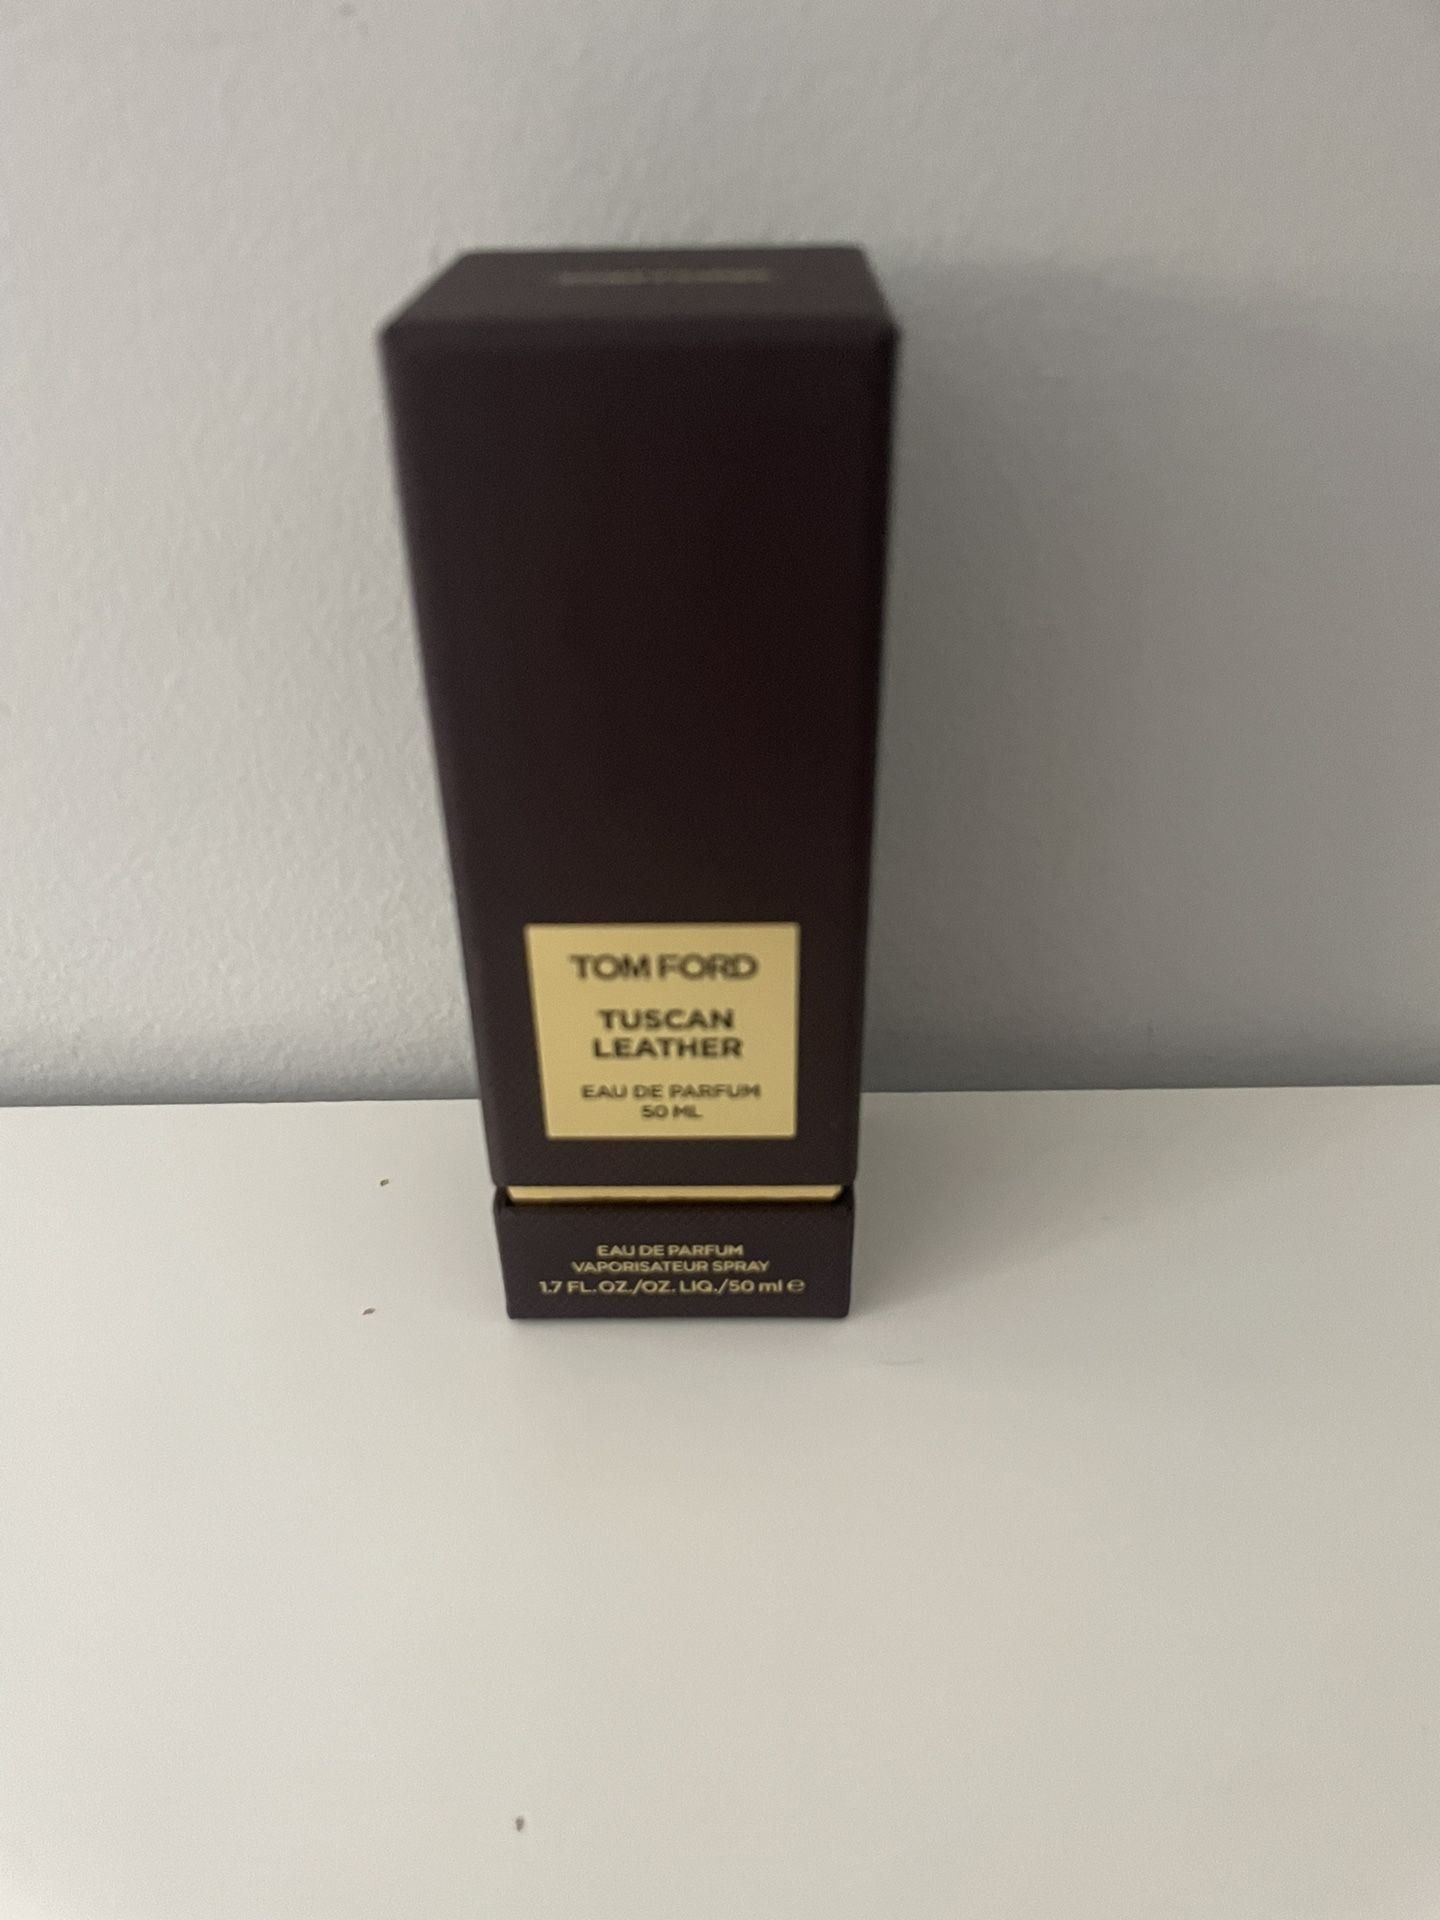 TOM FORD
TUSCAN
LEATHER
EAU DE PARFUM
50 ML
EAU DE PARFUM
VAPORISATEUR SPRAY
1.7 FL.OZ./OZ. LIQ./50 ml ℮